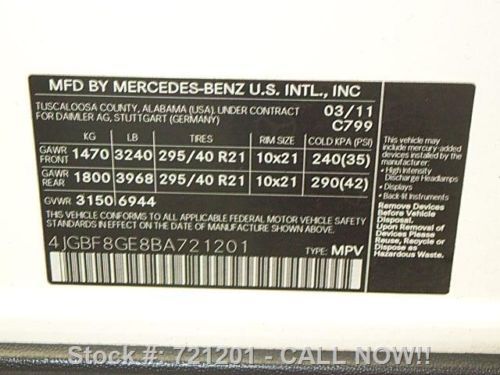 MFD BY MERCEDES-BENZ U.S. INTL., INC
TUSCALOOSA COUNTY, ALABAMA (USA). UNDER CONTRACT
FOR DAIMLER AG, STUTTGART (GERMANY)
03/11
C799
KG LB TIRES RIM SIZE COLD KPA (PSI)
GAWR FRONT 1470 3240 295/40 R21 10x21 240(35)
GAWR REAR 1800 3968 295/40 R21 10x21 290(42)
GVWR 3150 6944
THIS VEHICLE CONFORMS TO ALL APPLICABLE FEDERAL MOTOR VEHICLE SAFETY
STANDARDS IN EFFECT ON THE DATE OF MANUFACTURE SHOWN ABOVE.
4JGBF8GE8BA721201
TYPE: MPV
This vehicle may
include mercury-added
devices installed by
the manufacturer:
• High Intensity
Discharge Headlamps
• Displays
• Back-lit Instruments
Remove Devices
Before Vehicle
Disposal
Upon Removal of
Devices Please
Dispose as
Hazardous Waste.
Stock #: 721201 - CALL NOW!!